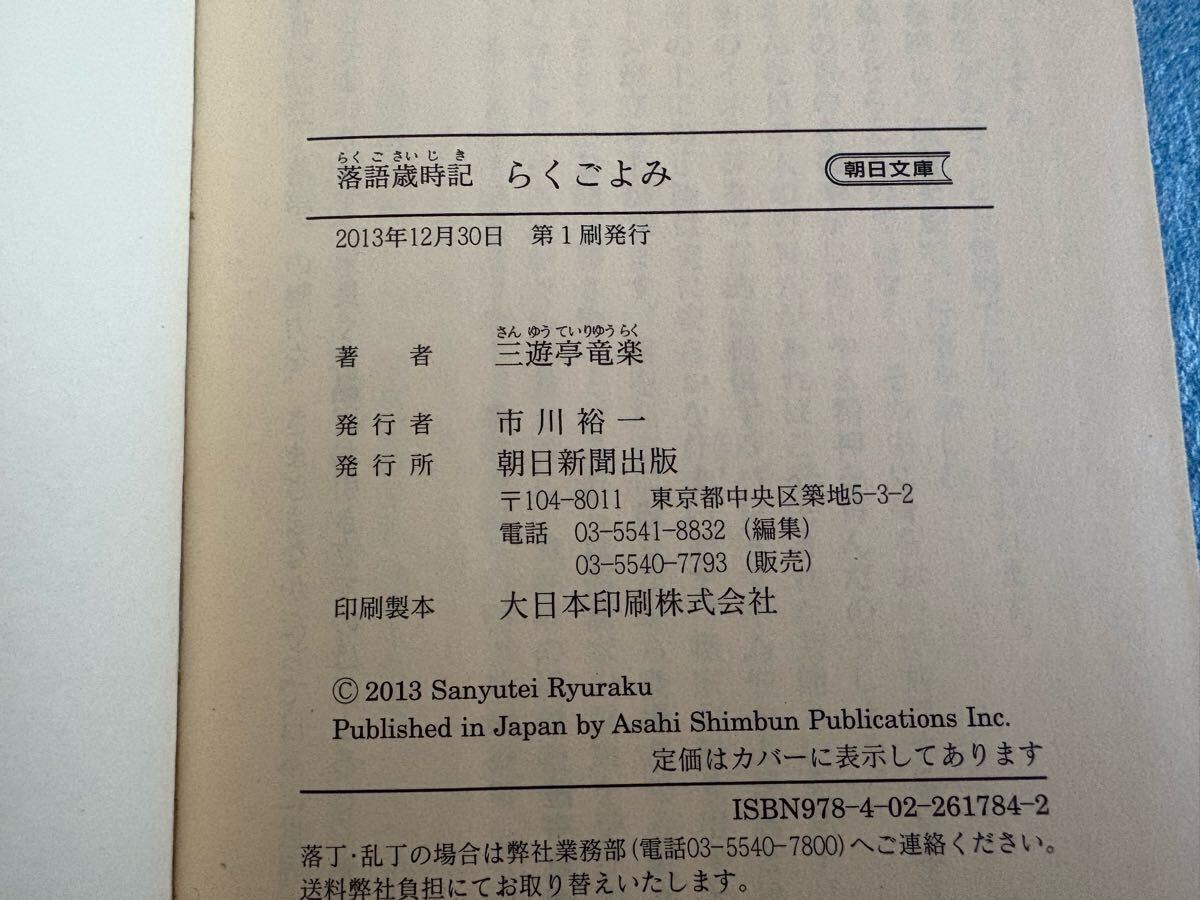 らくごさいじき
落語歳時記 らくごよみ 朝日文庫
2013年12月30日 第1刷発行
さんゆうていりゆうらく
著者 三遊亭竜楽
発行者 市川裕一
発行所 朝日新聞出版
〒104-8011 東京都中央区築地5-3-2
電話 03-5541-8832(編集)
03-5540-7793(販売)
印刷製本 大日本印刷株式会社
© 2013 Sanyutei Ryuraku
Published in Japan by Asahi Shimbun Publications Inc.
定価はカバーに表示してあります
ISBN978-4-02-261784-2
落丁・乱丁の場合は弊社業務部(電話03-5540-7800)へご連絡ください。
送料弊社負担にてお取り替えいたします。